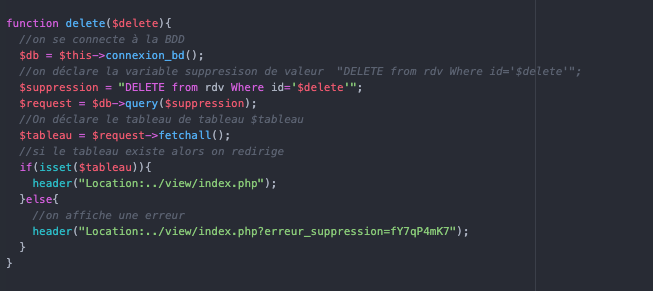 function delete($delete){
//on se connecte à la BDD
$db = $this->connexion_bd();
//on déclare la variable suppresison de valeur  "DELETE from rdv Where id='$delete'";
$suppression = "DELETE from rdv Where id='$delete'";
$request = $db->query($suppression);
//On déclare le tableau de tableau $tableau
$tableau = $request->fetchall();
//si le tableau existe alors on redirige
if(isset($tableau)){
header("Location:../view/index.php");
}else{
//on affiche une erreur
header("Location:../view/index.php?erreur_suppression=fY7qP4mK7");
}
}